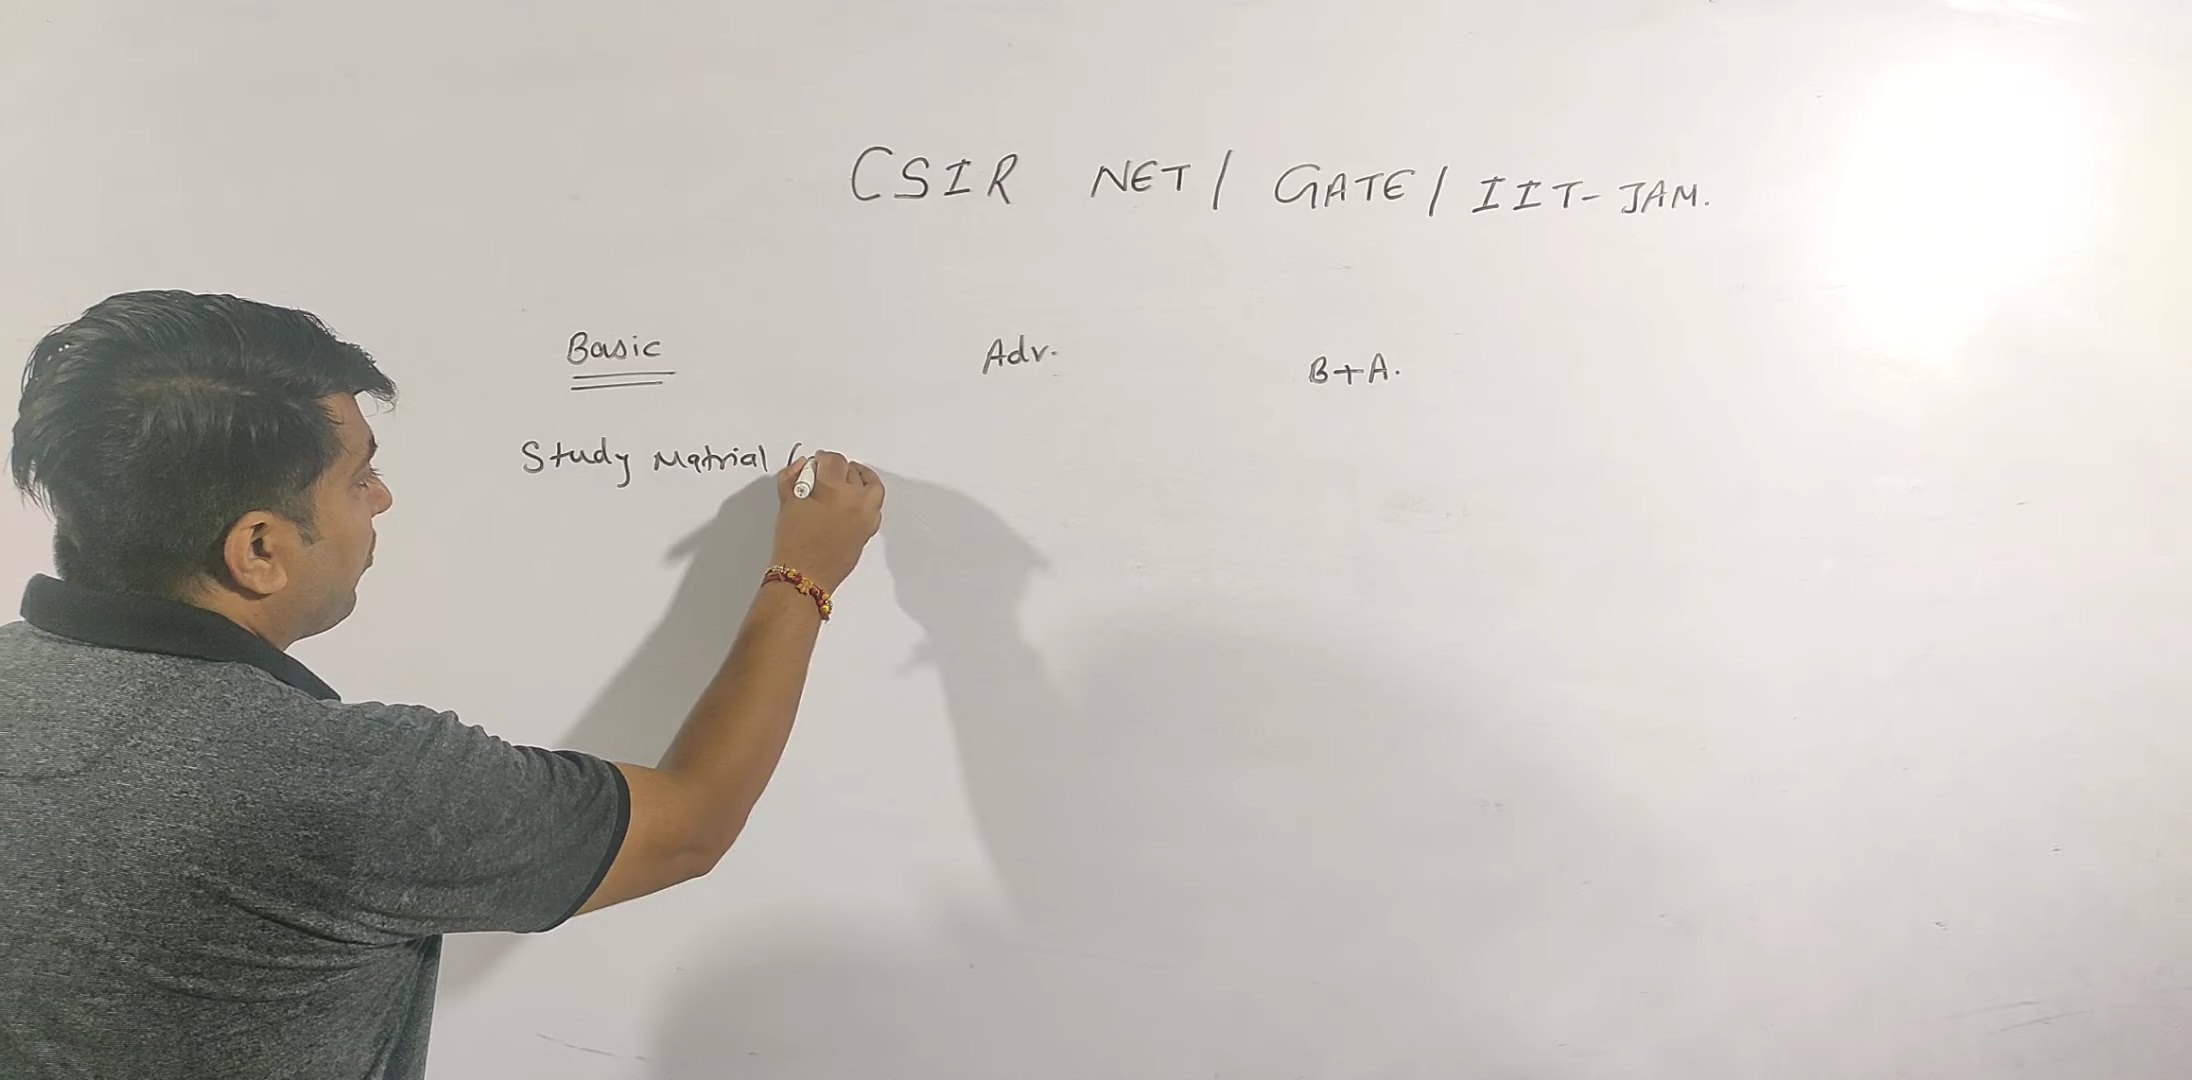 CSIR NET / GATE / IIT-JAM.
Basic Adv. B+A.
Study Matrial (